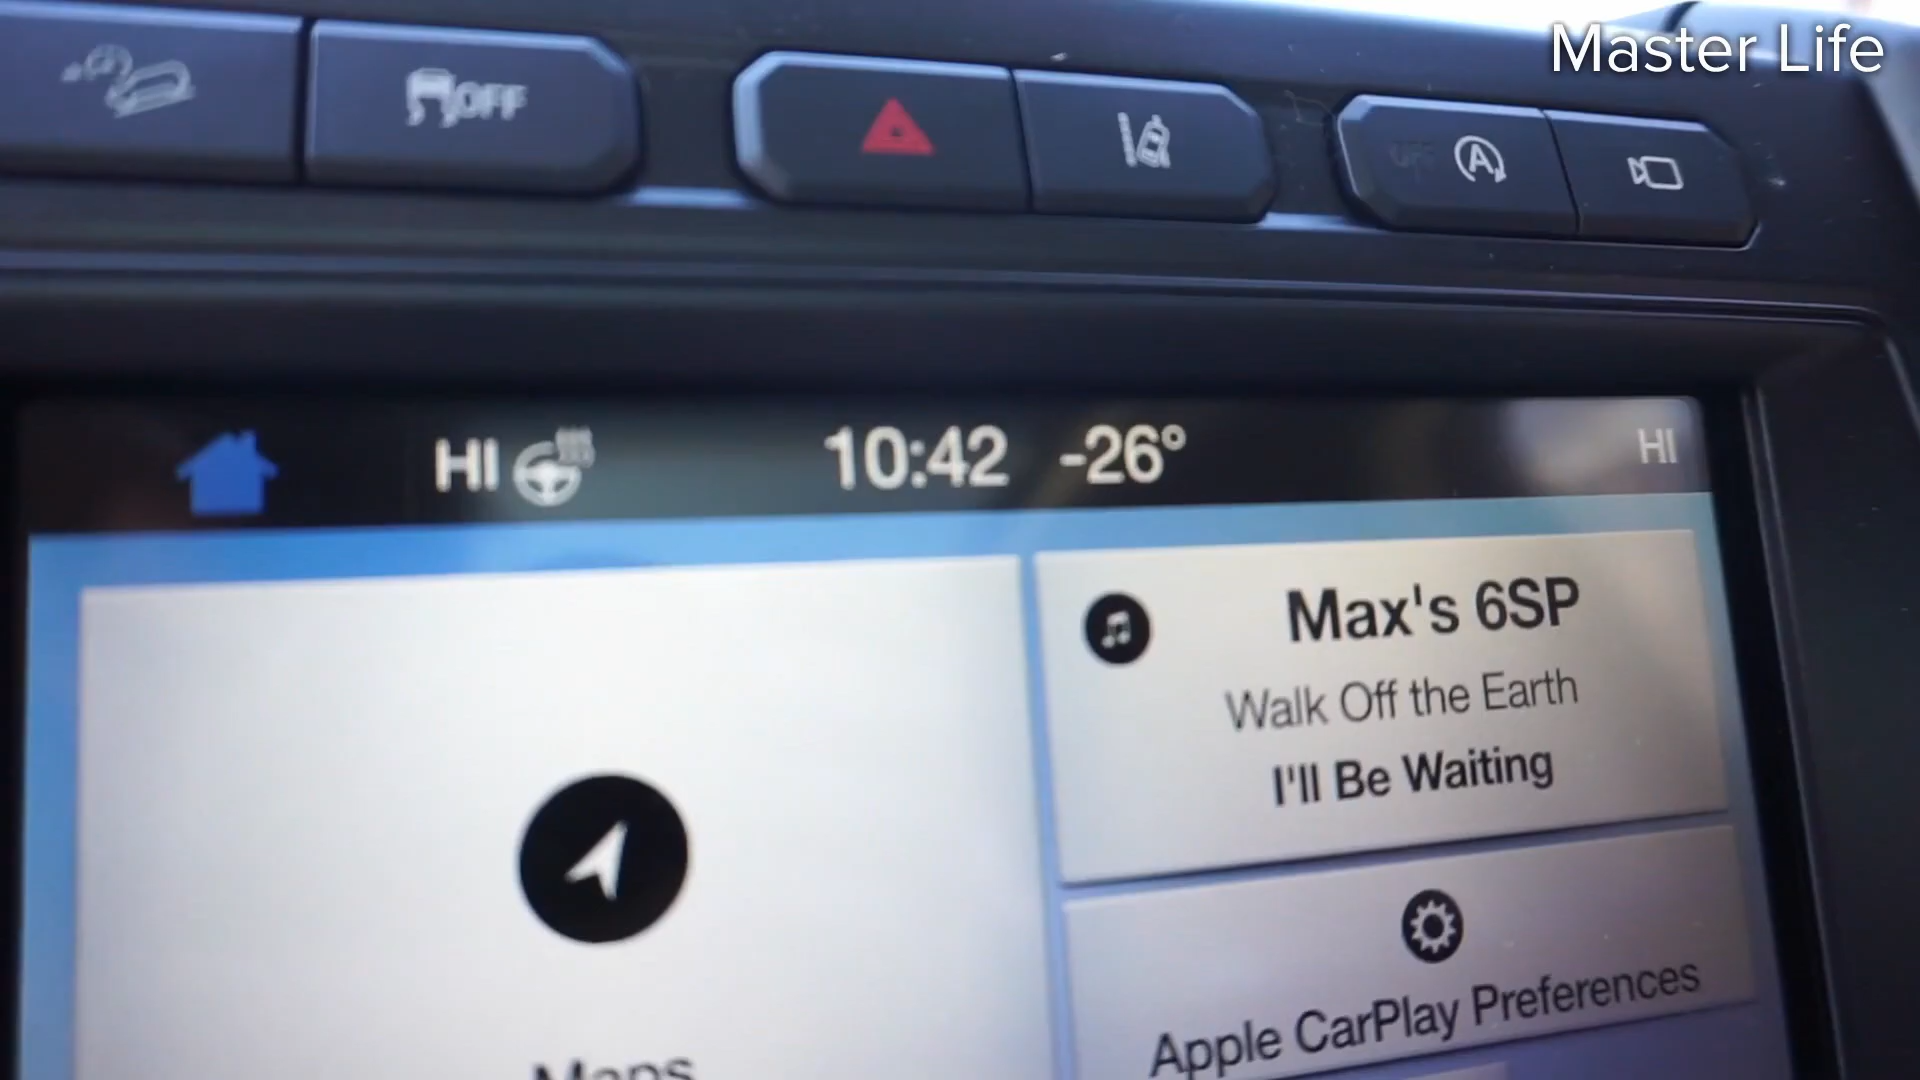 Master Life
OFF
OFF A
HI 10:42 -26° HI
Max's 6SP
Walk Off the Earth
I'll Be Waiting
Maps
Apple CarPlay Preferences